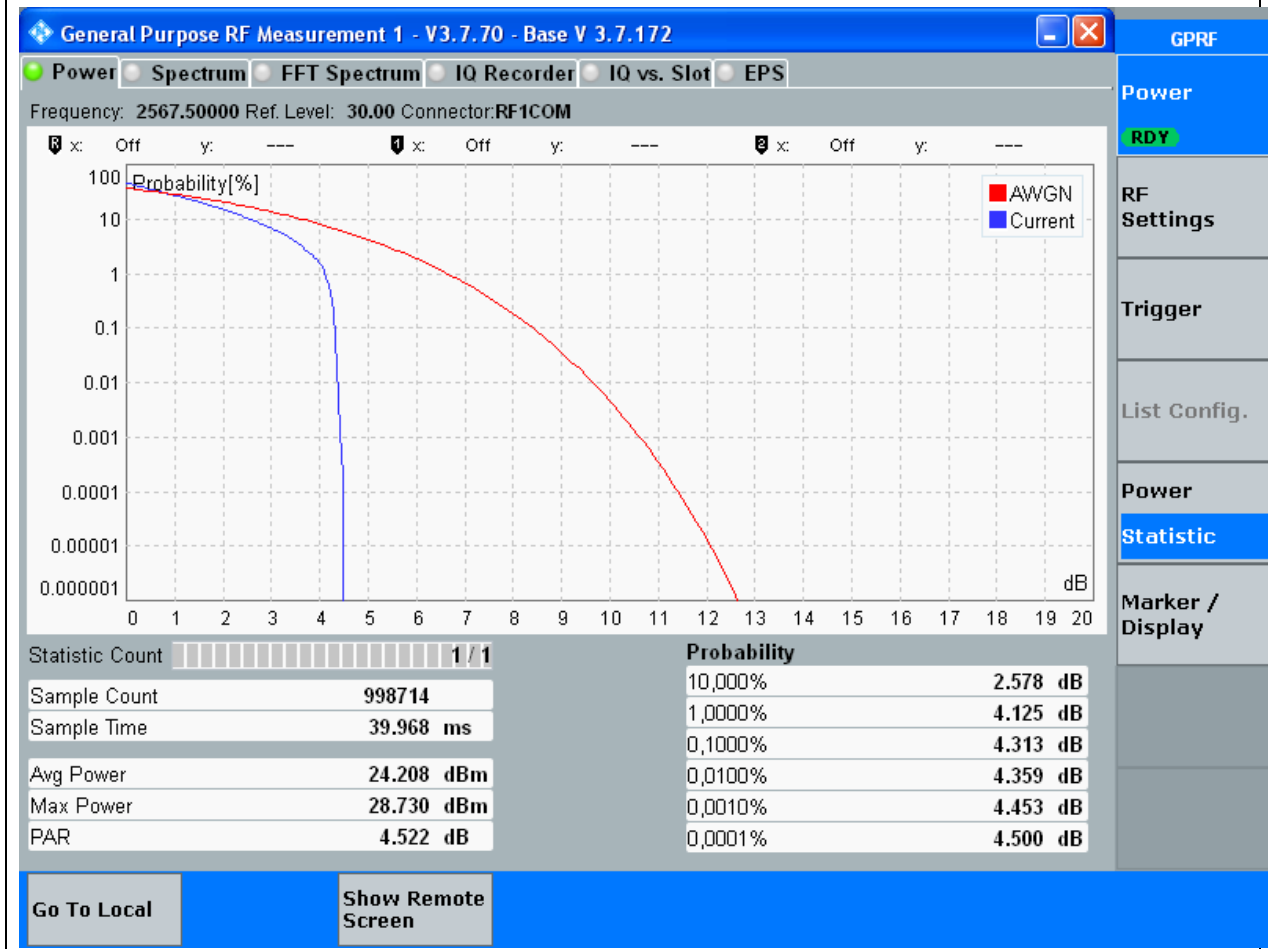 General Purpose RF Measurement 1 - V3.7.70 - Base V 3.7.172
Power Spectrum FFT Spectrum IQ Recorder IQ vs. Slot EPS
Frequency: 2567.50000 Ref. Level: 30.00 Connector:RF1COM
R x: Off y: --- 1 x: Off y: --- 2 x: Off y: ---
Probability[%]
100
10
1
0.1
0.01
0.001
0.0001
0.00001
0.000001
AWGN
Current
dB
0 1 2 3 4 5 6 7 8 9 10 11 12 13 14 15 16 17 18 19 20
Statistic Count 1 / 1
Sample Count 998714
Sample Time 39.968 ms
Avg Power 24.208 dBm
Max Power 28.730 dBm
PAR 4.522 dB
Probability
10,000% 2.578 dB
1,0000% 4.125 dB
0,1000% 4.313 dB
0,0100% 4.359 dB
0,0010% 4.453 dB
0,0001% 4.500 dB
GPRF
Power
RDY
RF
Settings
Trigger
List Config.
Power
Statistic
Marker /
Display
Go To Local
Show Remote
Screen